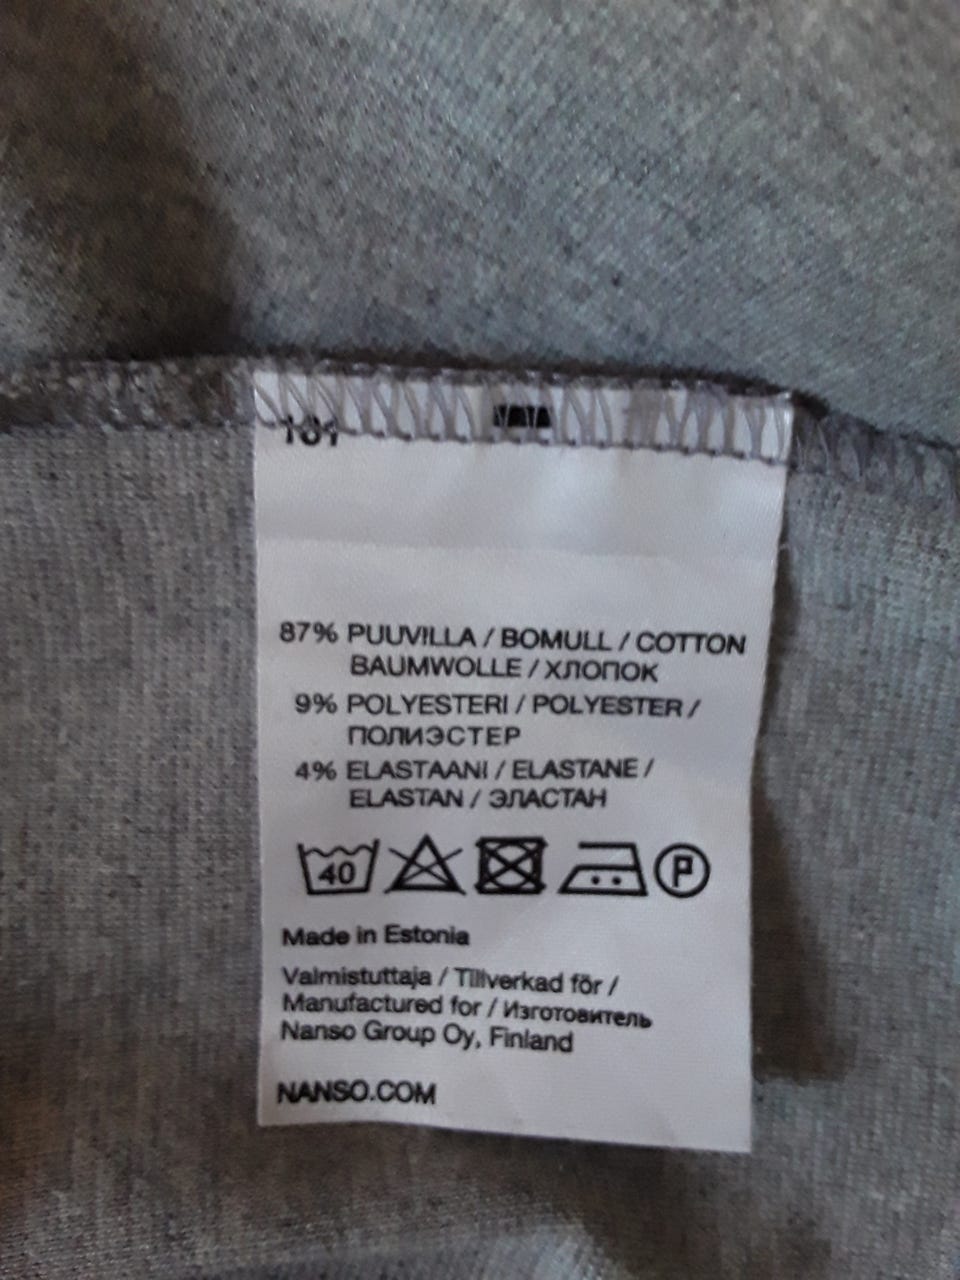 87% PUUVILLA / BOMULL / COTTON
BAUMWOLLE / ХЛОПОК
9% POLYESTERI / POLYESTER /
ПОЛИЭСТЕР
4% ELASTAANI / ELASTANE /
ELASTAN / ЭЛАСТАН
40 P
Made in Estonia
Valmistuttaja / Tillverkad för /
Manufactured for / Изготовитель
Nanso Group Oy, Finland
NANSO.COM